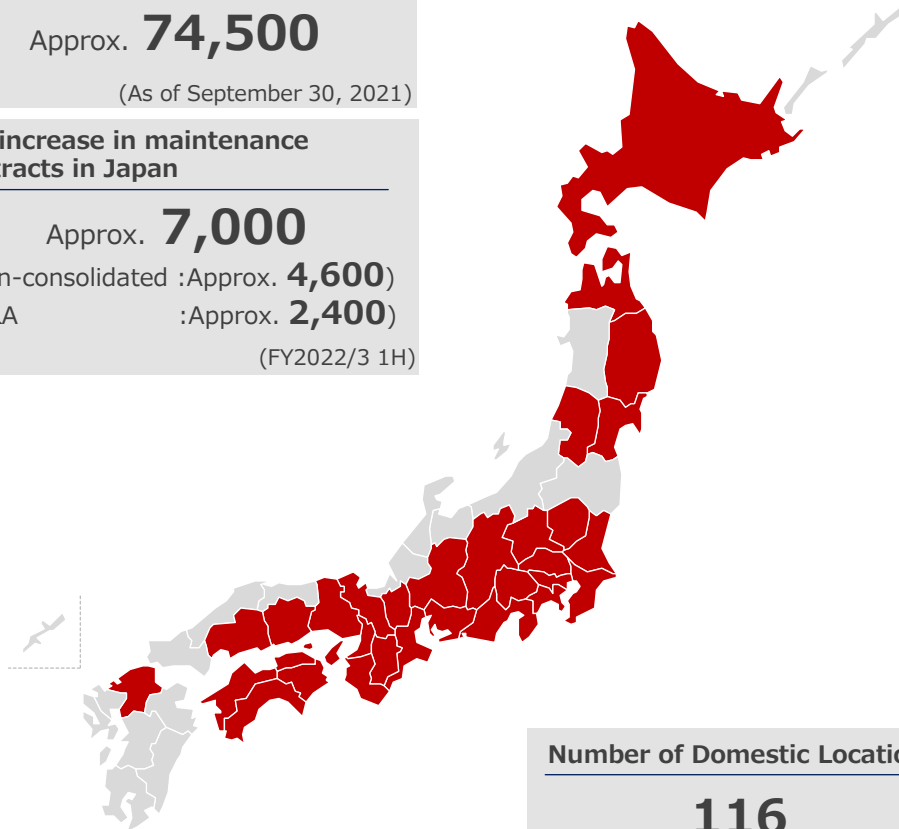 Approx. 74,500
(As of September 30, 2021)
increase in maintenance
tracts in Japan
Approx. 7,000
n-consolidated :Approx. 4,600)
A :Approx. 2,400)
(FY2022/3 1H)
Number of Domestic Locatio
116